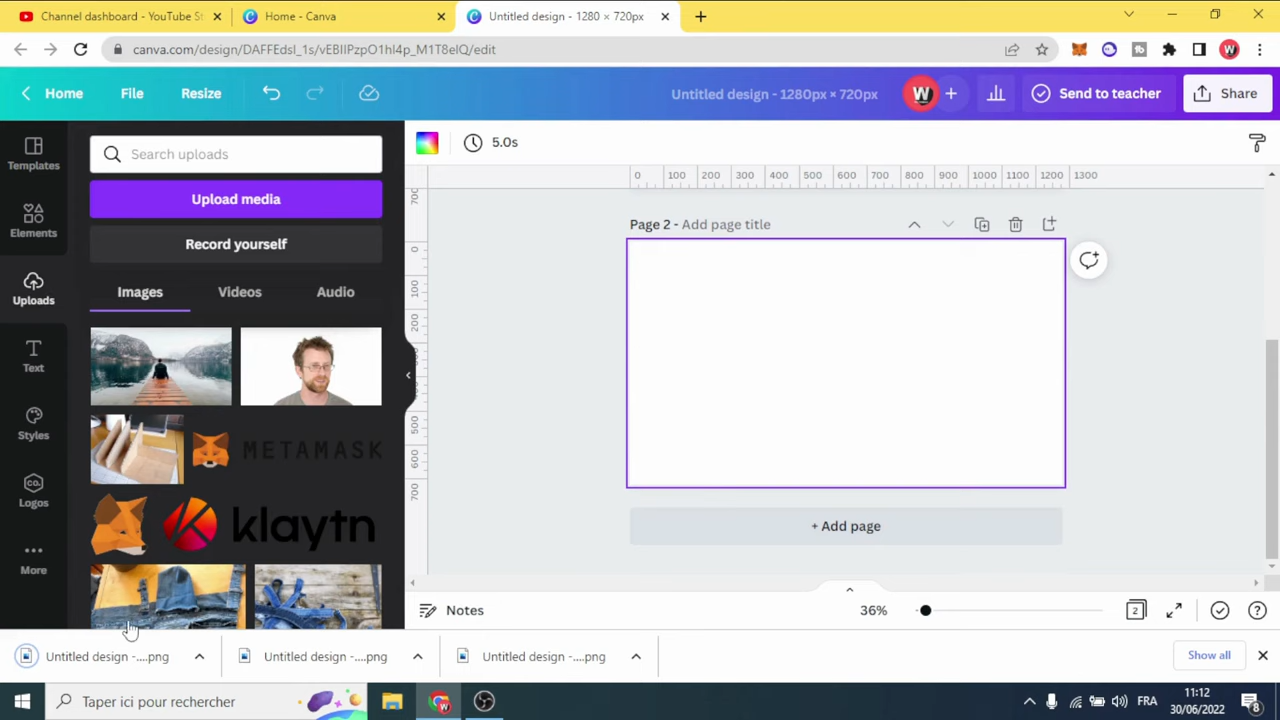 Channel dashboard - YouTube St
Home - Canva
Untitled design - 1280 × 720px
canva.com/design/DAFFEdsI_1s/vEBIIPzpO1hI4p_M1T8elQ/edit
Home
File
Resize
Untitled design - 1280px × 720px
W
Send to teacher
Share
Templates
Elements
Uploads
Text
Styles
CO.
Logos
More
Search uploads
Upload media
Record yourself
Images
Videos
Audio
METAMASK
klaytn
5.0s
0 100 200 300 400 500 600 700 800 900 1000 1100 1200 1300
Page 2 - Add page title
+ Add page
Notes
36%
2
Untitled design -....png
Untitled design -....png
Untitled design -....png
Show all
Taper ici pour rechercher
FRA
11:12
30/06/2022
8